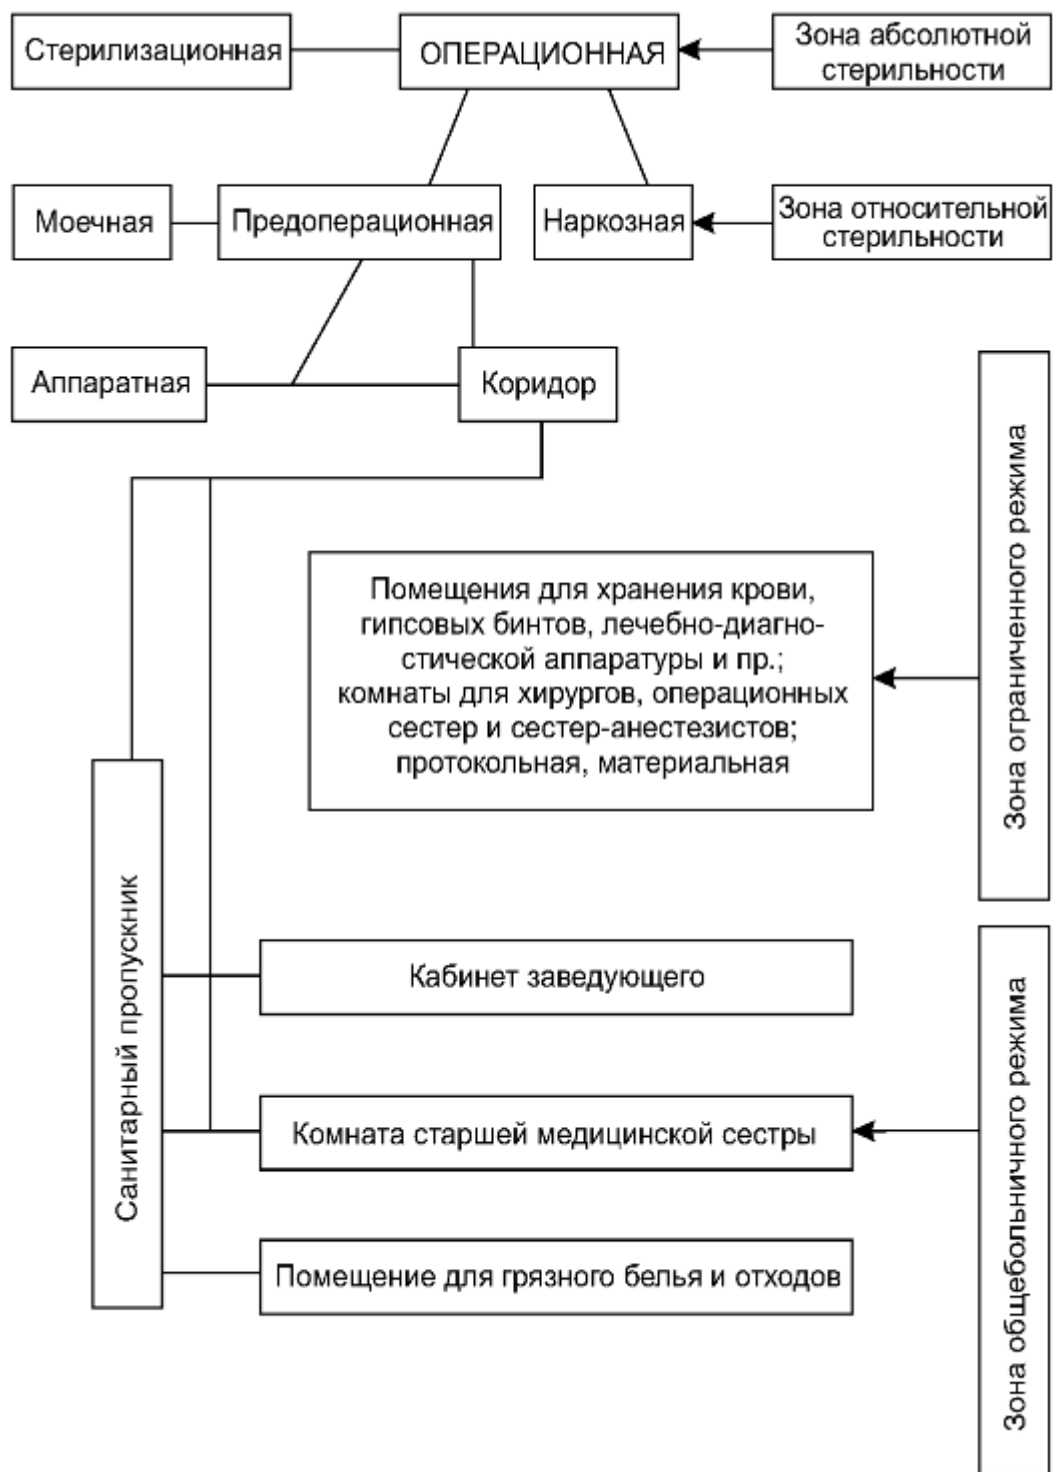 Стерилизационная
ОПЕРАЦИОННАЯ
Зона абсолютной
стерильности
Моечная
Предоперационная
Наркозная
Зона относительной
стерильности
Аппаратная
Коридор
Зона ограниченного режима
Помещения для хранения крови,
гипсовых бинтов, лечебно-диагно-
стической аппаратуры и пр.;
комнаты для хирургов, операционных
сестер и сестер-анестезистов;
протокольная, материальная
Санитарный пропускник
Кабинет заведующего
Комната старшей медицинской сестры
Помещение для грязного белья и отходов
Зона общебольничного режима